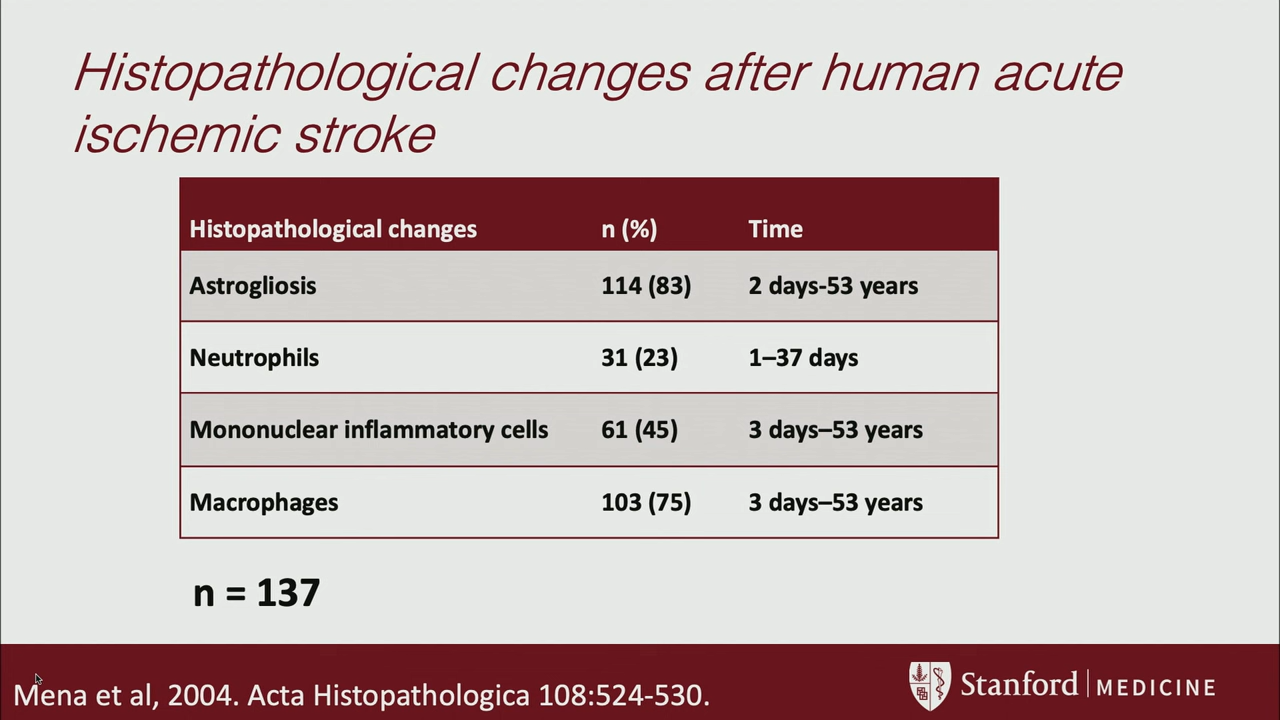 Histopathological changes after human acute
ischemic stroke
Histopathological changes n (%) Time
Astrogliosis 114 (83) 2 days-53 years
Neutrophils 31 (23) 1–37 days
Mononuclear inflammatory cells 61 (45) 3 days–53 years
Macrophages 103 (75) 3 days–53 years
n = 137
Mena et al, 2004. Acta Histopathologica 108:524-530.
Stanford MEDICINE